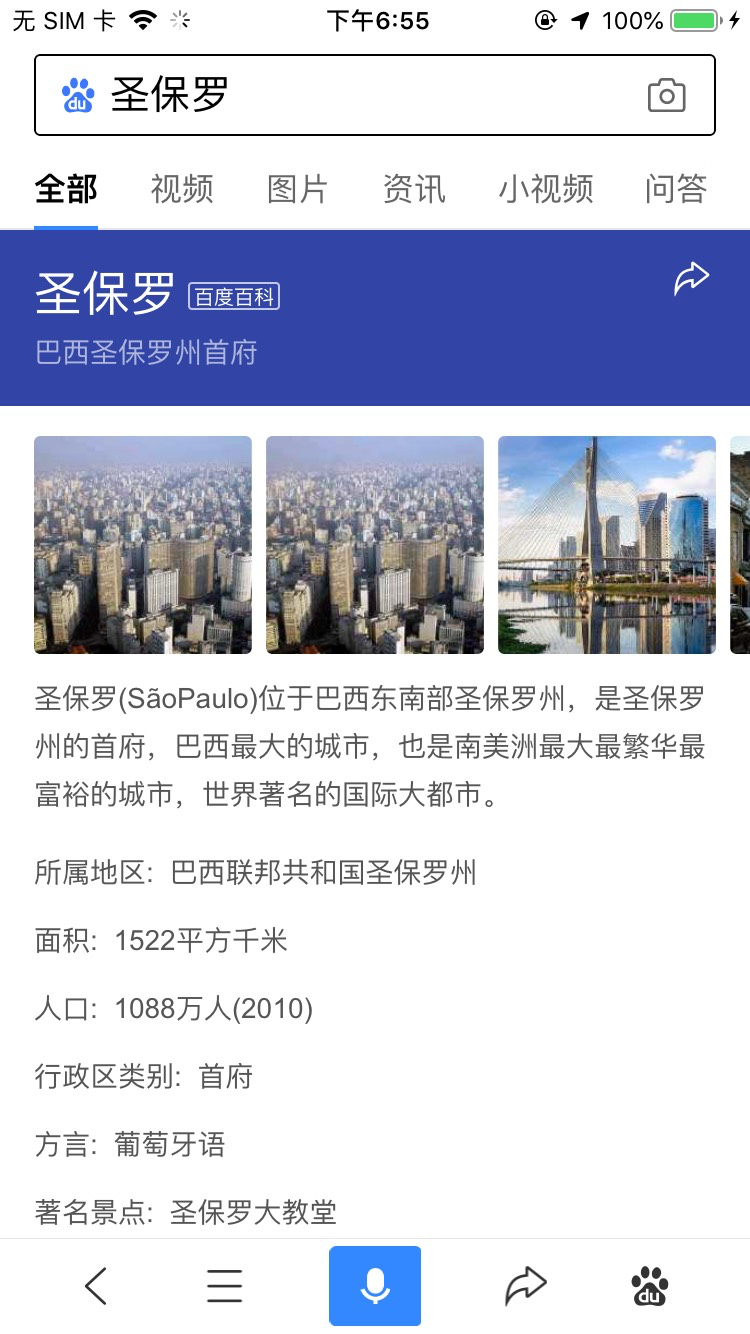 无 SIM 卡 下午6:55 100%
du 圣保罗
全部 视频 图片 资讯 小视频 问答
圣保罗 百度百科
巴西圣保罗州首府
圣保罗(SãoPaulo)位于巴西东南部圣保罗州，是圣保罗
州的首府，巴西最大的城市，也是南美洲最大最繁华最
富裕的城市，世界著名的国际大都市。
所属地区: 巴西联邦共和国圣保罗州
面积: 1522平方千米
人口: 1088万人(2010)
行政区类别: 首府
方言: 葡萄牙语
著名景点: 圣保罗大教堂
du